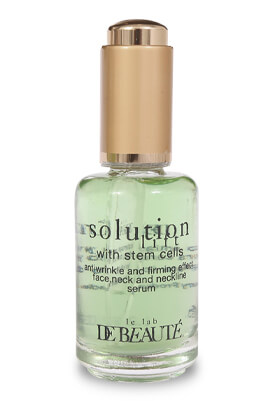 solution
LIFT
with stem cells
anti-wrinkle and firming effect
face, neck and neckline
serum
le lab
DE BEAUTÉ